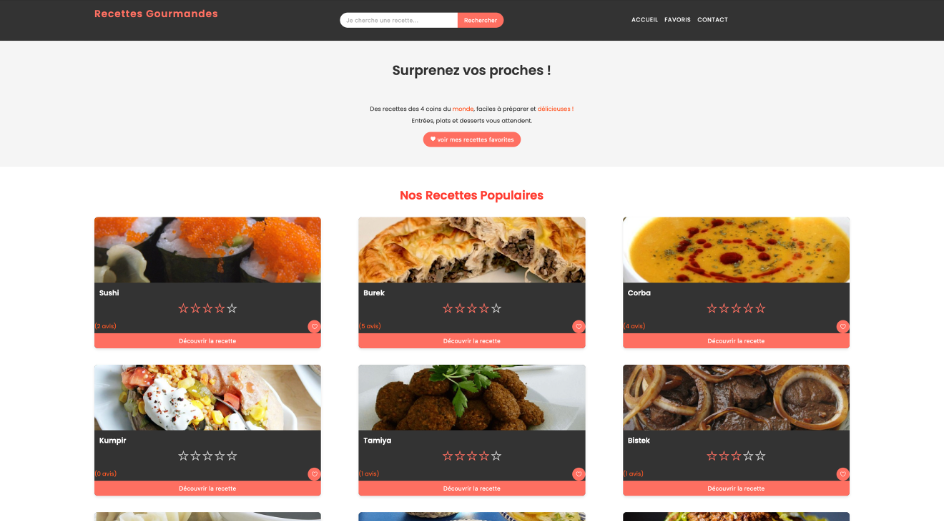 Recettes Gourmandes
Je cherche une recette...
Rechercher
ACCUEIL FAVORIS CONTACT
Surprenez vos proches !
Des recettes des 4 coins du monde, faciles à préparer et délicieuses !
Entrées, plats et desserts vous attendent.
voir mes recettes favorites
Nos Recettes Populaires
Sushi
(2 avis)
Découvrir la recette
Burek
(5 avis)
Découvrir la recette
Corba
(4 avis)
Découvrir la recette
Kumpir
(0 avis)
Découvrir la recette
Tamiya
(1 avis)
Découvrir la recette
Bistek
(1 avis)
Découvrir la recette